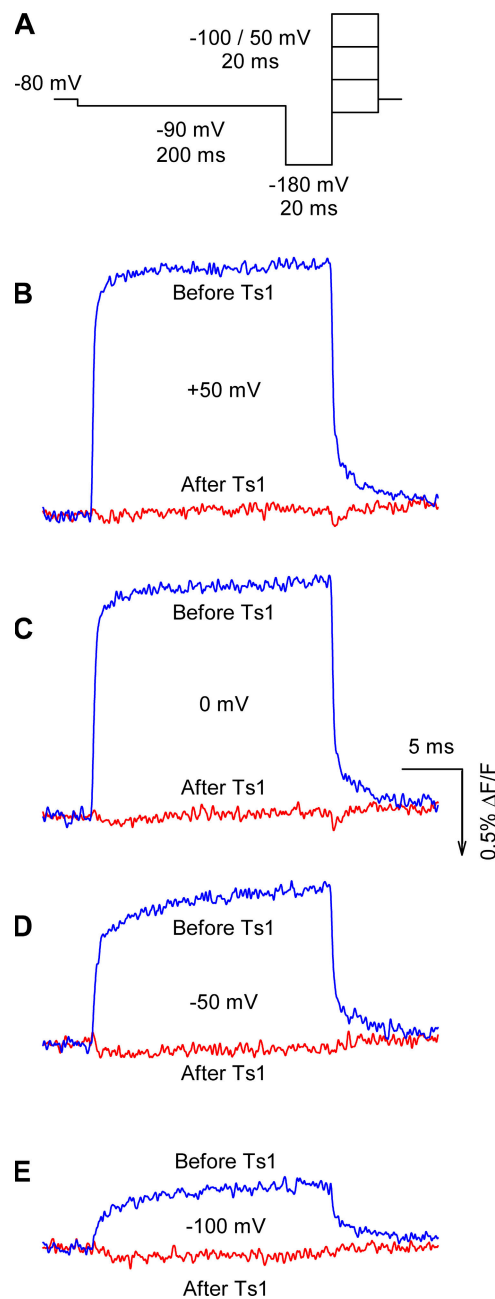 A
-100 / 50 mV
20 ms
-80 mV
-90 mV
200 ms
-180 mV
20 ms
B
Before Ts1
+50 mV
After Ts1
C
Before Ts1
0 mV
5 ms
After Ts1
0.5% ΔF/F
D
Before Ts1
-50 mV
After Ts1
E
Before Ts1
-100 mV
After Ts1